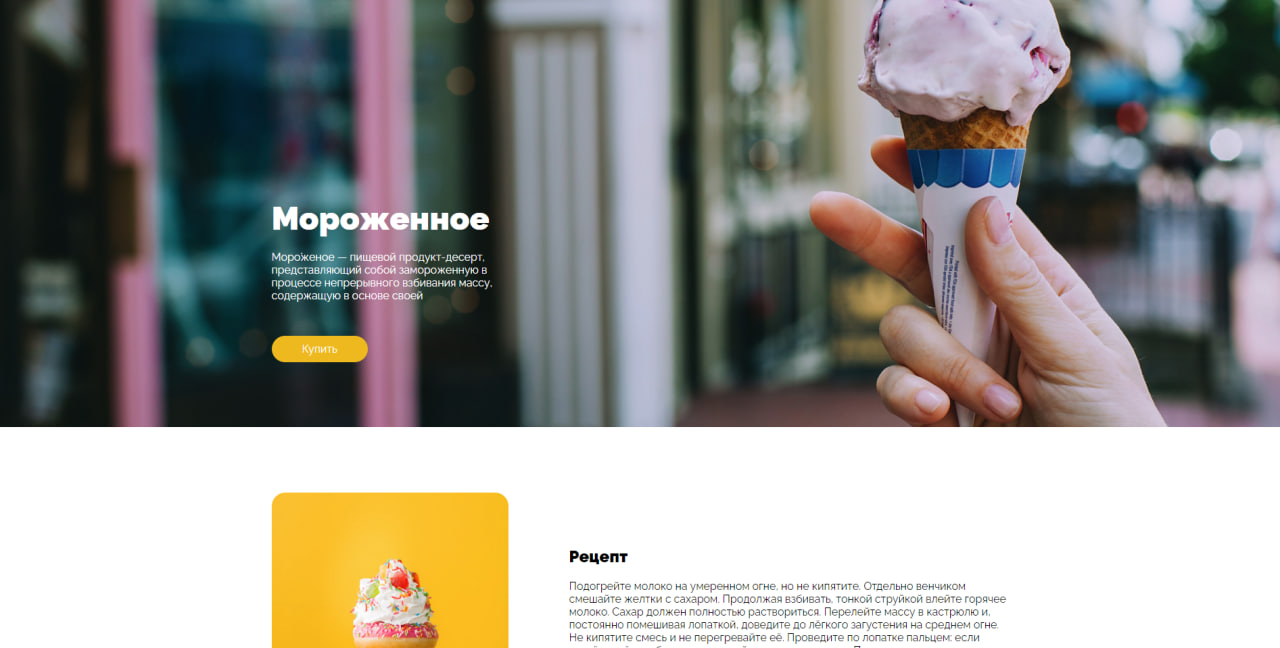 Мороженное
Мороженое — пищевой продукт-десерт,
представляющий собой замороженную в
процессе непрерывного взбивания массу,
содержащую в основе своей
Купить
Рецепт
Подогрейте молоко на умеренном огне, но не кипятите. Отдельно венчиком
смешайте желтки с сахаром. Продолжая взбивать, тонкой струйкой влейте горячее
молоко. Сахар должен полностью раствориться. Перелейте массу в кастрюлю и,
постоянно помешивая лопаткой, доведите до лёгкого загустения на среднем огне.
Не кипятите смесь и не перегревайте её. Проведите по лопатке пальцем: если